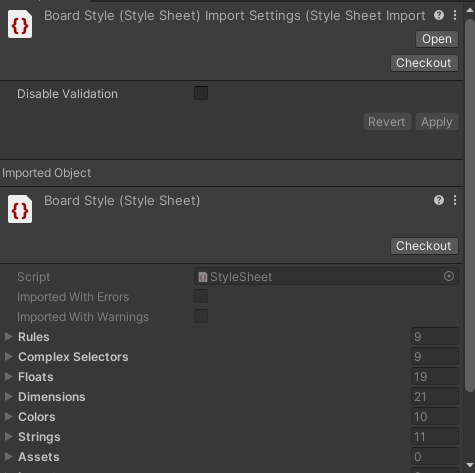 Board Style (Style Sheet) Import Settings (Style Sheet Import
Open
Checkout
Disable Validation
Revert Apply
Imported Object
Board Style (Style Sheet)
Checkout
Script StyleSheet
Imported With Errors
Imported With Warnings
Rules 9
Complex Selectors 9
Floats 19
Dimensions 21
Colors 10
Strings 11
Assets 0